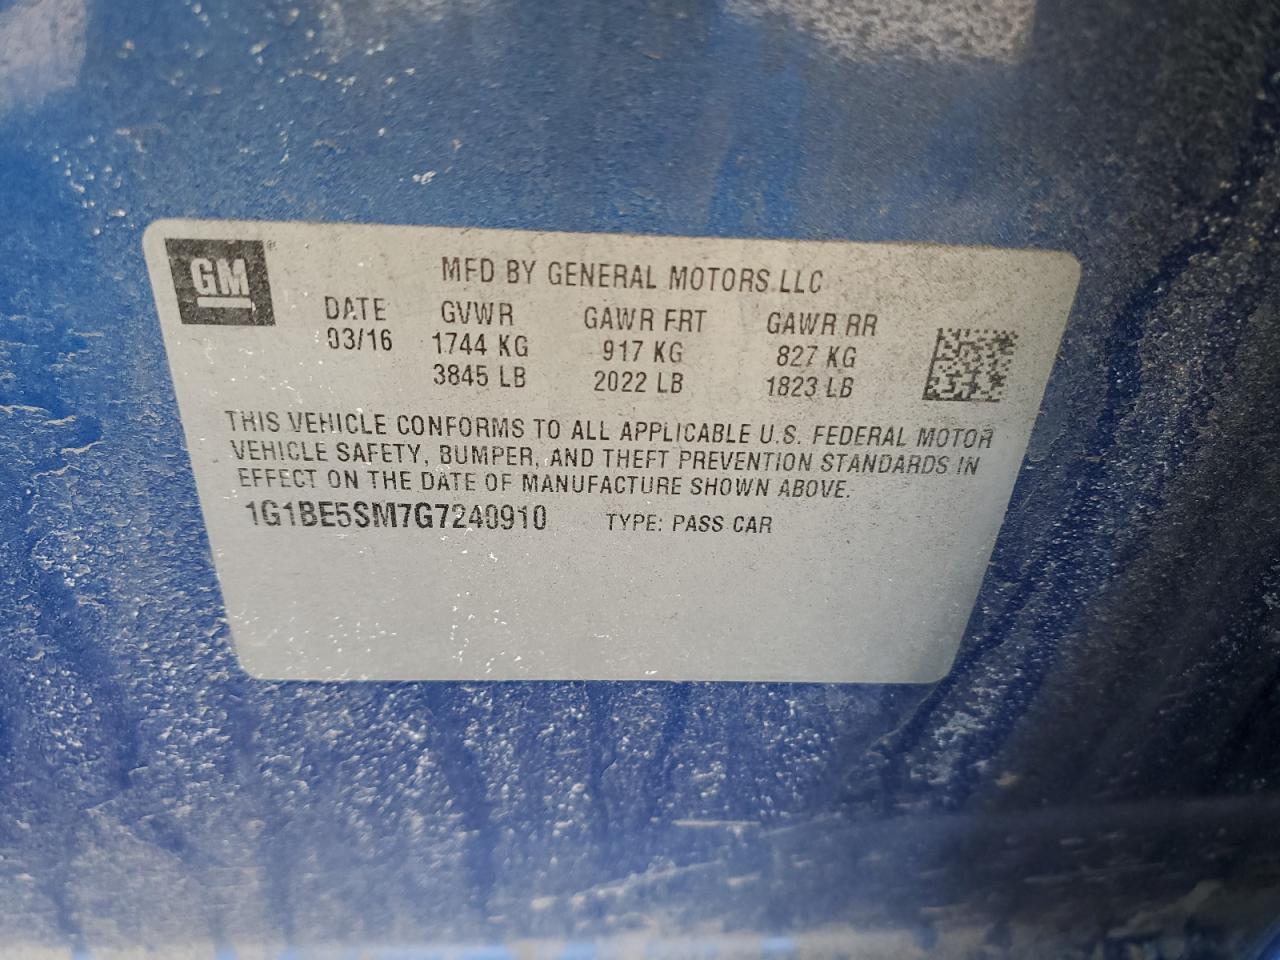 GM ®
MFD BY GENERAL MOTORS LLC
DATE GVWR GAWR FRT GAWR RR
03/16 1744 KG 917 KG 827 KG
3845 LB 2022 LB 1823 LB
THIS VEHICLE CONFORMS TO ALL APPLICABLE U.S. FEDERAL MOTOR
VEHICLE SAFETY, BUMPER, AND THEFT PREVENTION STANDARDS IN
EFFECT ON THE DATE OF MANUFACTURE SHOWN ABOVE.
1G1BE5SM7G7240910 TYPE: PASS CAR